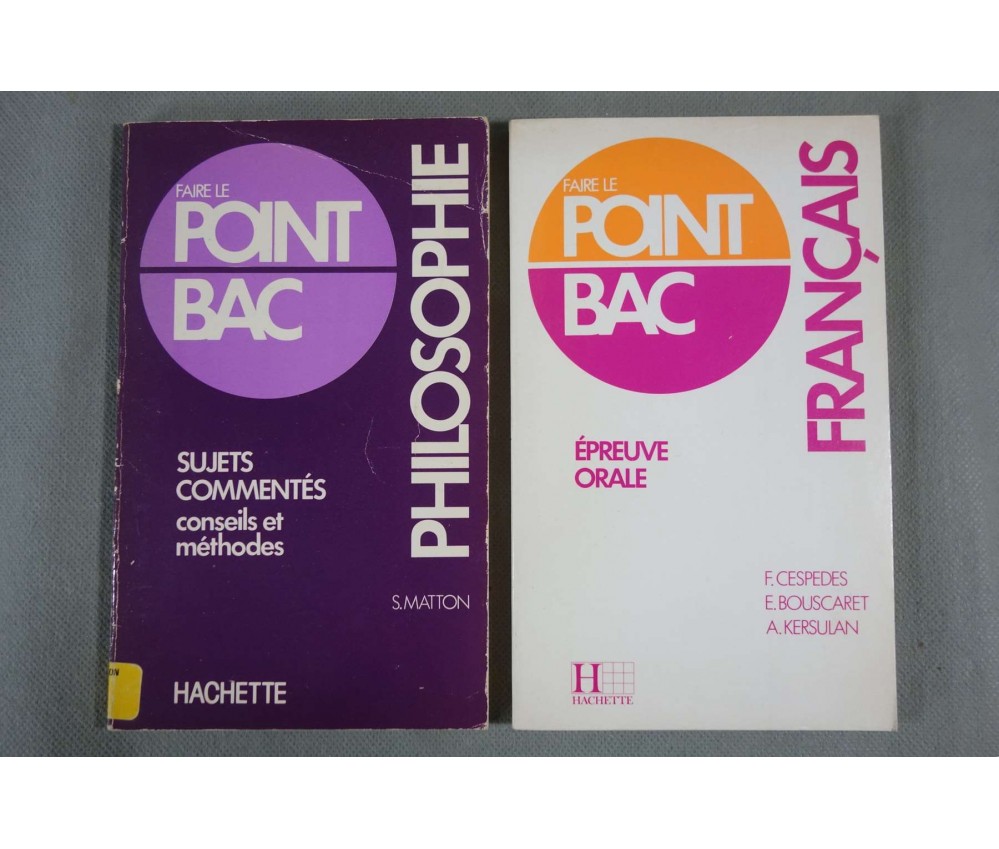 FAIRE LE
POINT
BAC
PHILOSOPHIE
SUJETS
COMMENTÉS
conseils et
méthodes
S.MATTON
HACHETTE
FAIRE LE
POINT
BAC
FRANÇAIS
ÉPREUVE
ORALE
F.CESPEDES
E.BOUSCARET
A.KERSULAN
H
HACHETTE